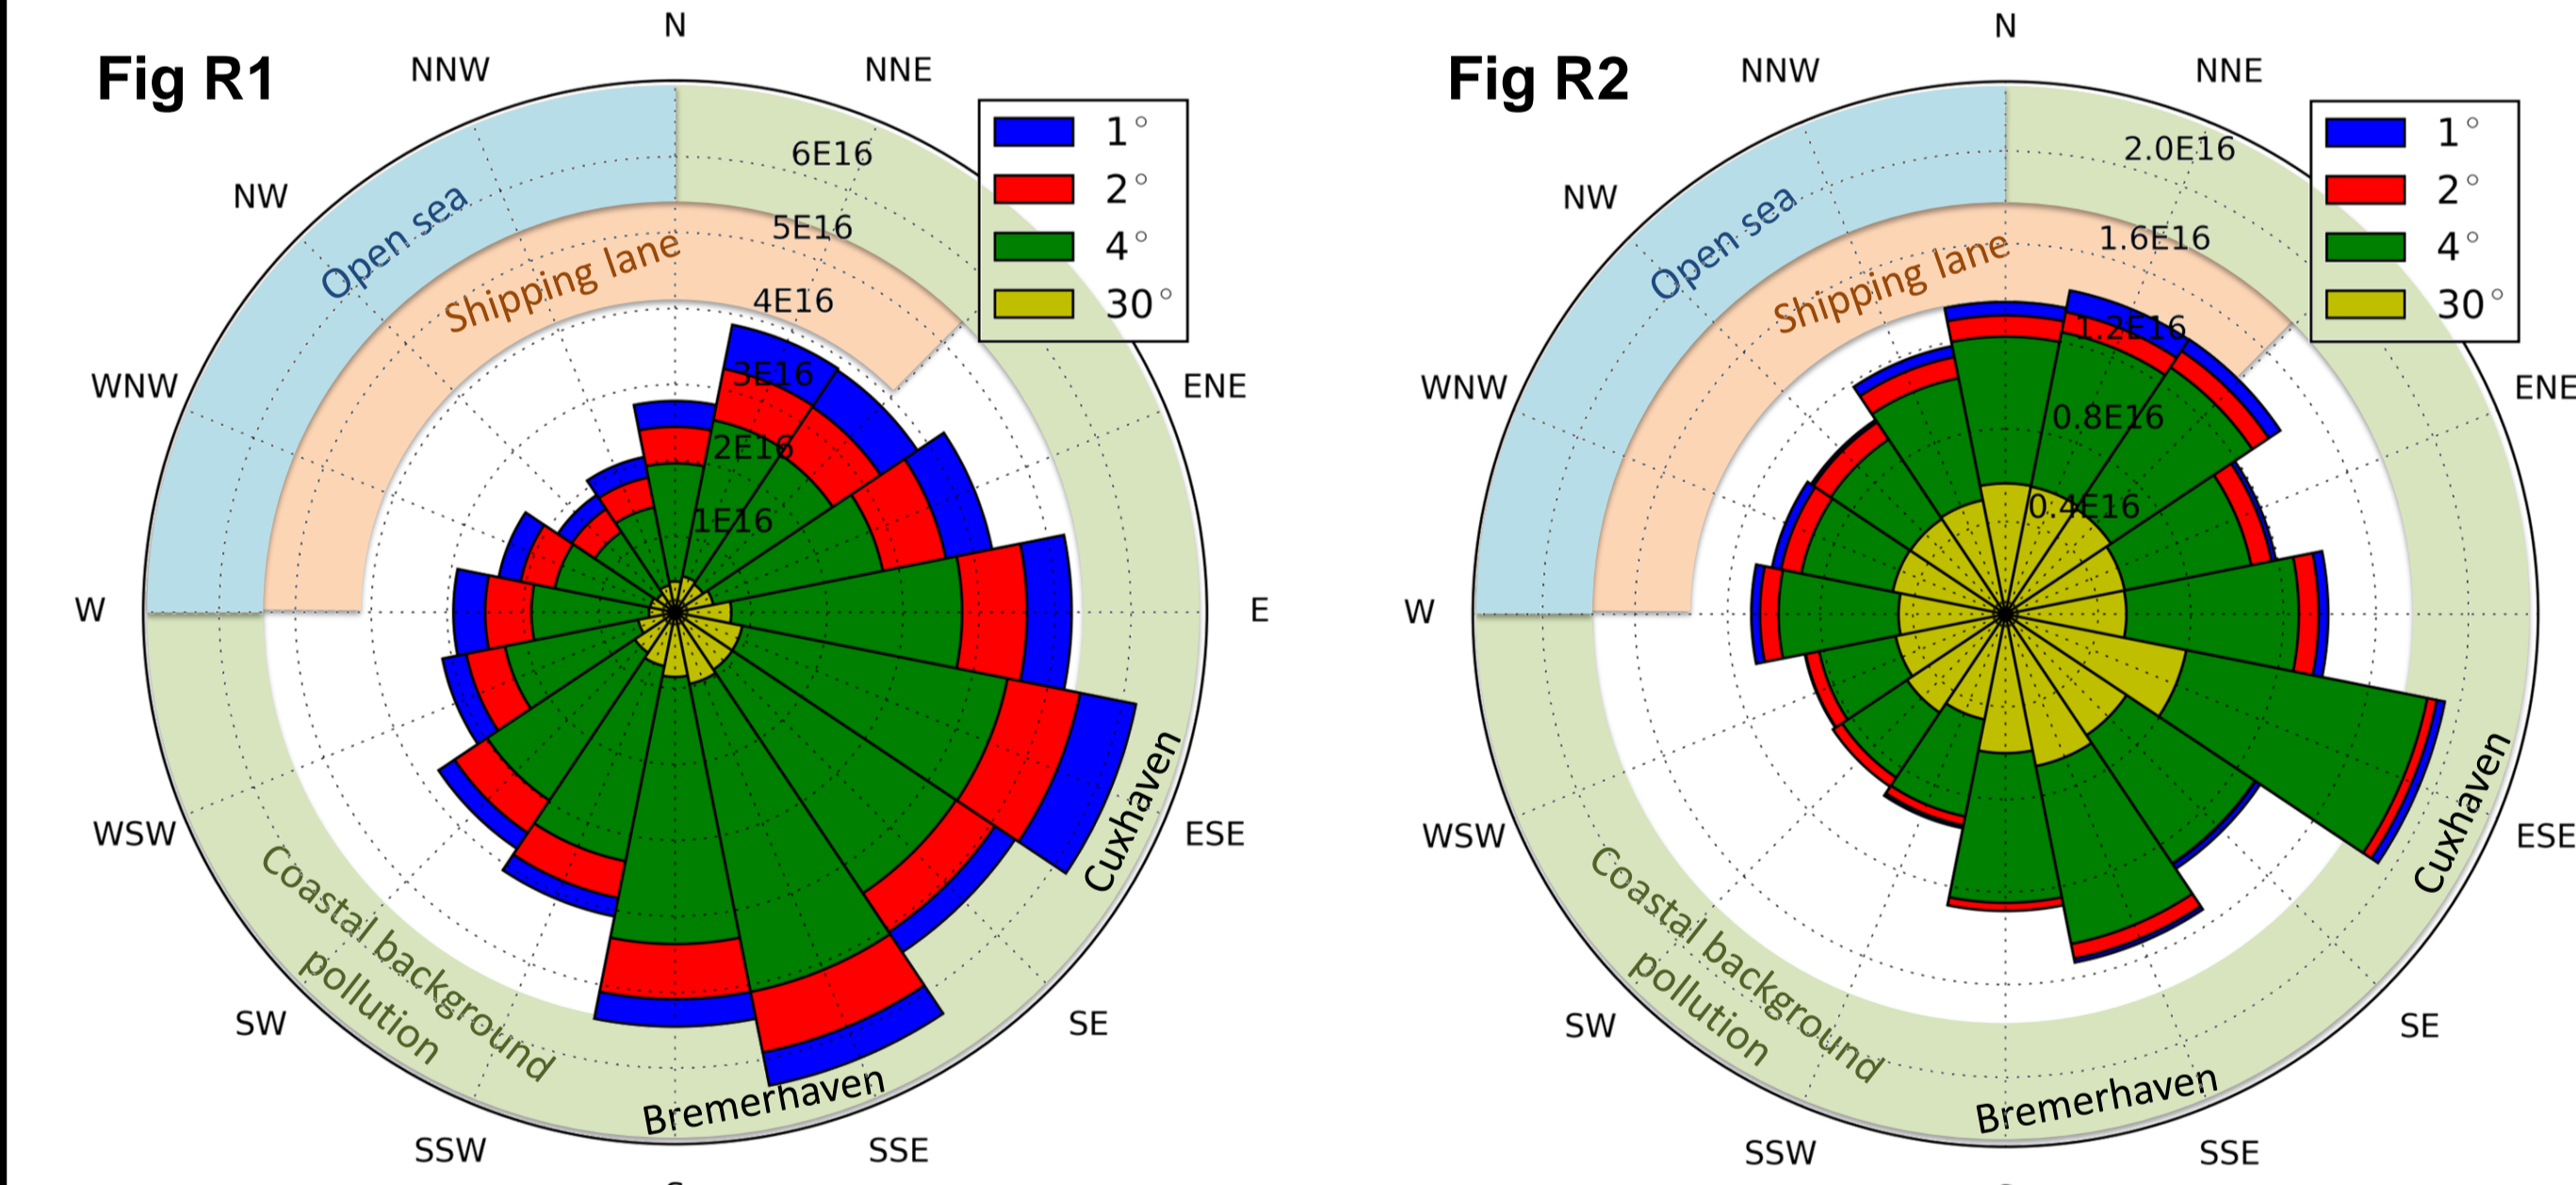 Fig R1
N
NNE
ENE
E
ESE
SE
SSE
SSW
SW
WSW
W
WNW
NW
NNW
1°
2°
4°
30°
6E16
5E16
4E16
3E16
2E16
1E16
Open sea
Shipping lane
Coastal background
pollution
Bremerhaven
Cuxhaven
Fig R2
N
NNE
ENE
ESE
SE
SSE
SSW
SW
WSW
W
WNW
NW
NNW
1°
2°
4°
30°
2.0E16
1.6E16
1.2E16
0.8E16
0.4E16
Open sea
Shipping lane
Coastal background
pollution
Bremerhaven
Cuxhaven